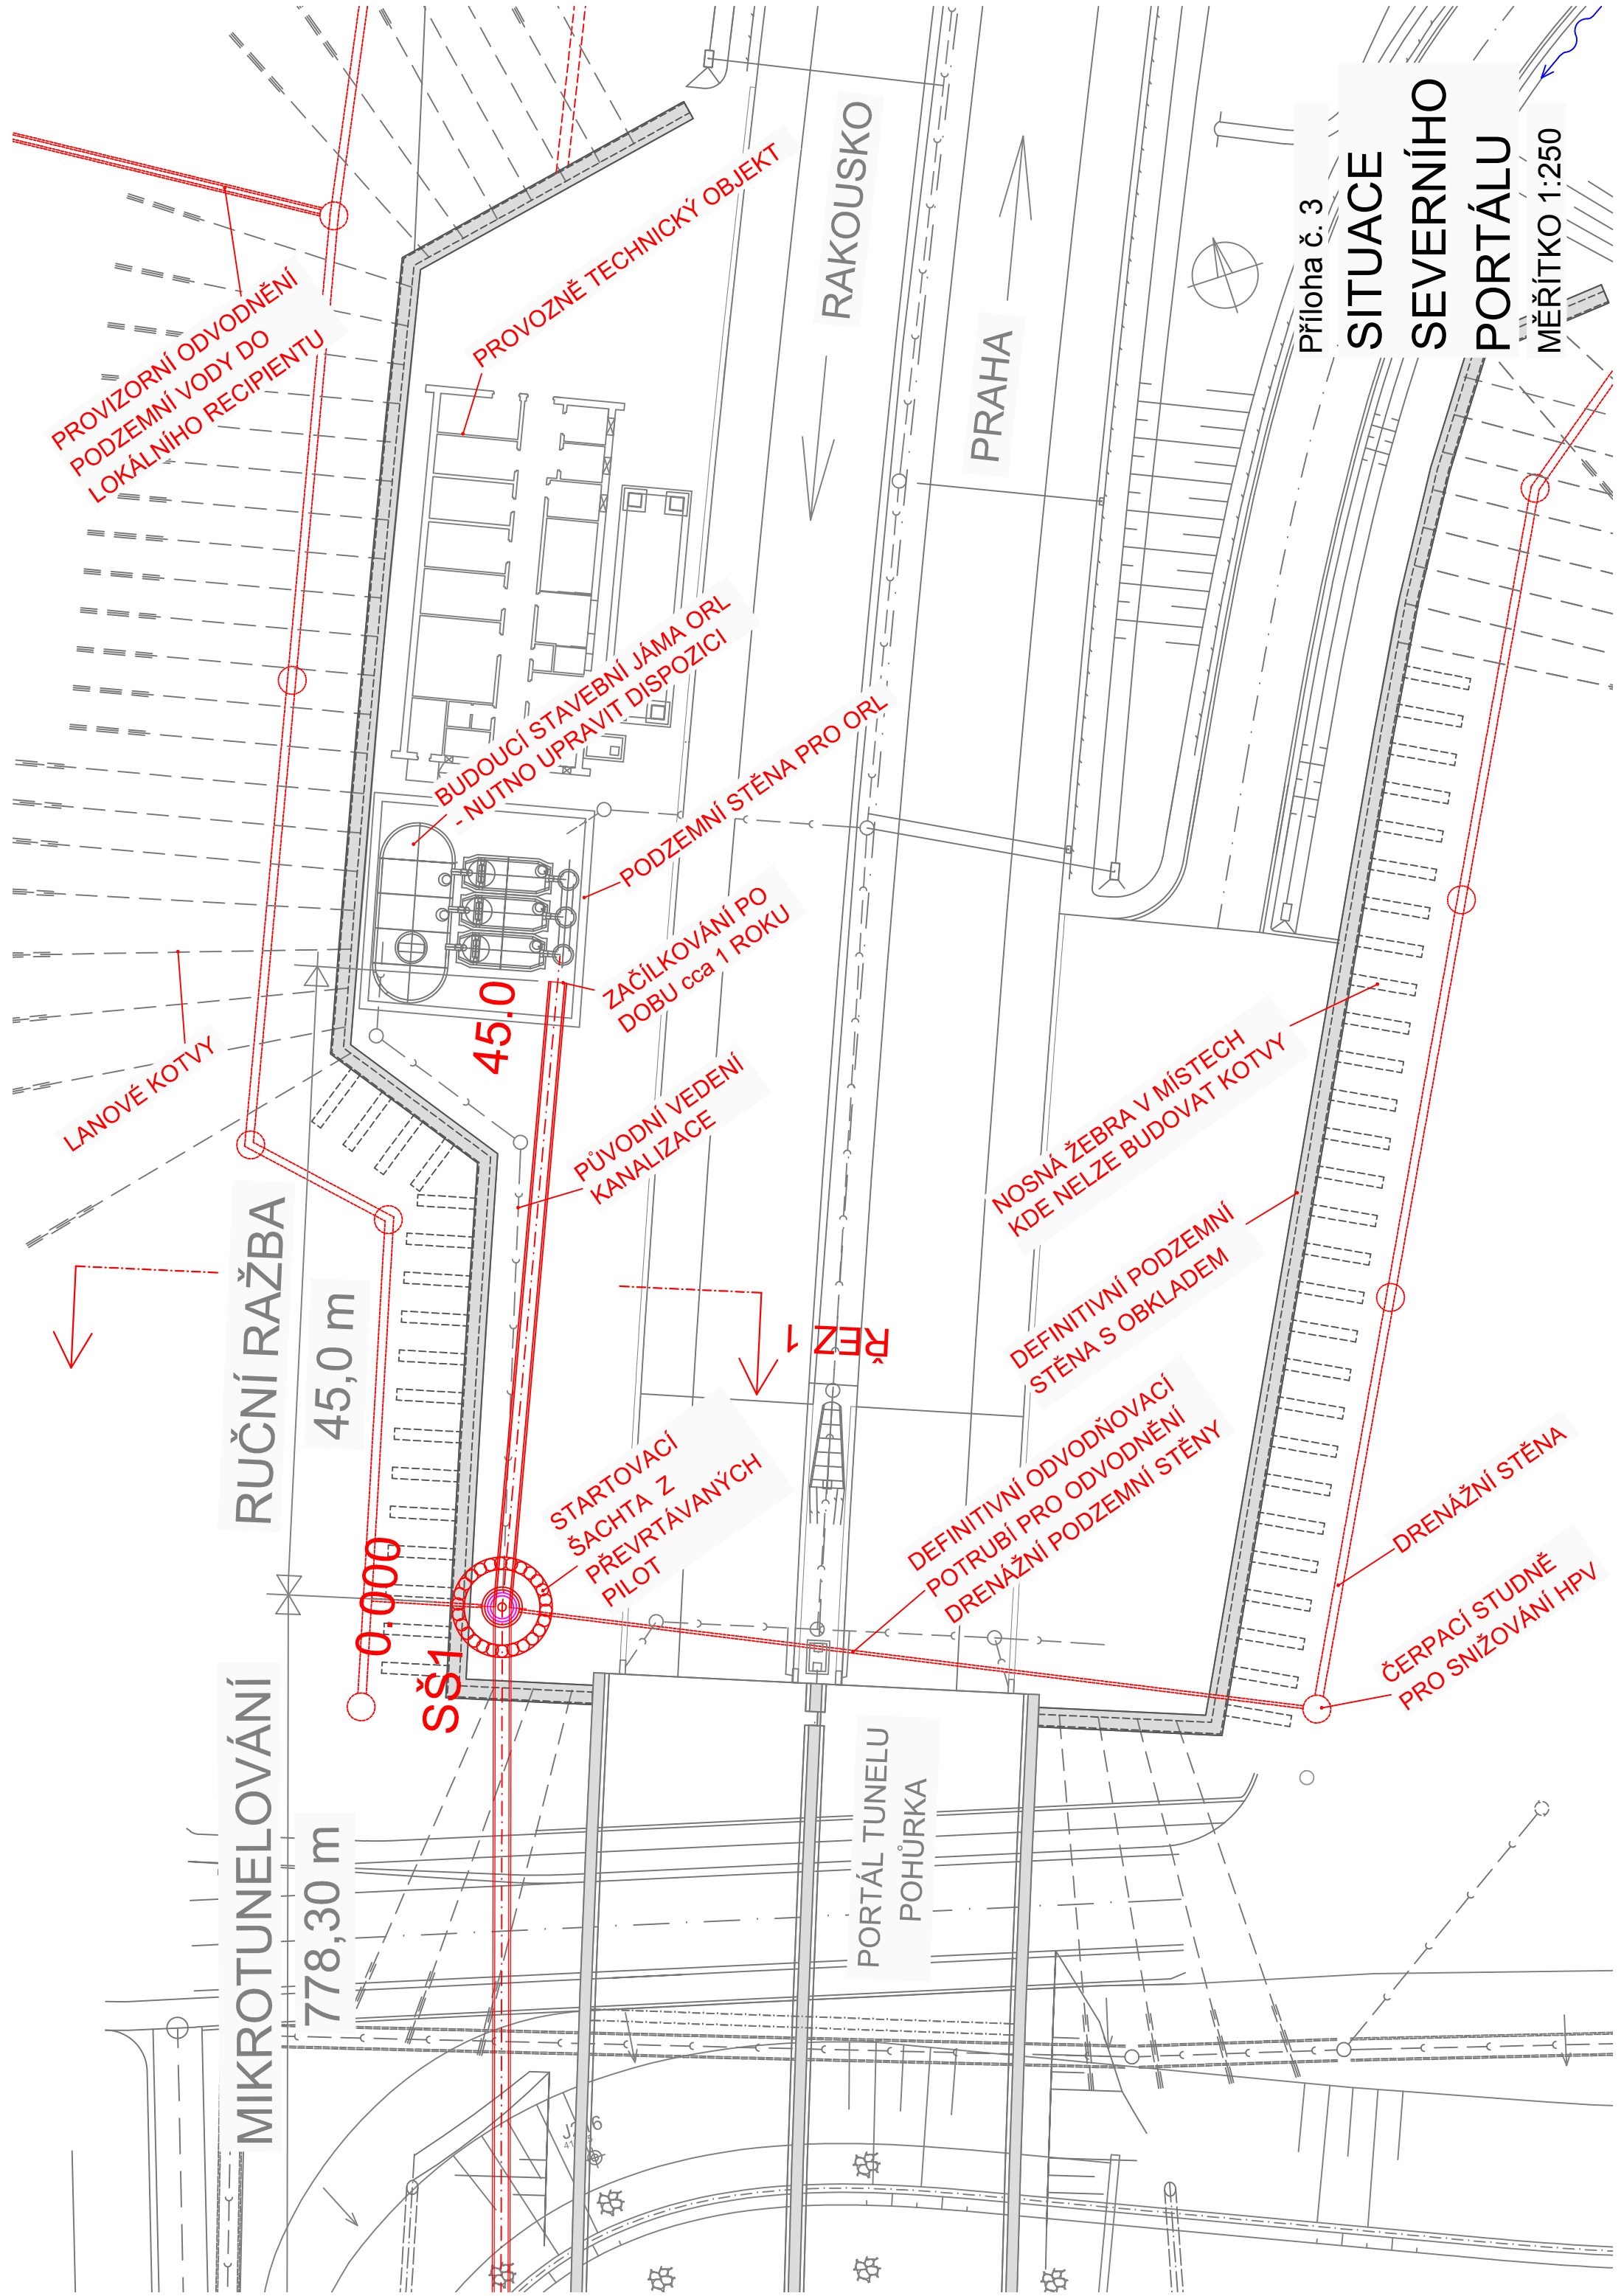 Příloha č. 3
SITUACE
SEVERNÍHO
PORTÁLU
MĚŘÍTKO 1:250
MIKROTUNELOVÁNÍ
778,30 m
RUČNÍ RAŽBA
45,0 m
0.000
SŠ1
45.0
LANOVÉ KOTVY
PROVIZORNÍ ODVODNĚNÍ
PODZEMNÍ VODY DO
LOKÁLNÍHO RECIPIENTU
PROVOZNĚ TECHNICKÝ OBJEKT
BUDOUCÍ STAVEBNÍ JÁMA ORL
- NUTNO UPRAVIT DISPOZICI
PODZEMNÍ STĚNA PRO ORL
ZAČÍLKOVÁNÍ PO
DOBU cca 1 ROKU
PŮVODNÍ VEDENÍ
KANALIZACE
STARTOVACÍ
ŠACHTA Z
PŘEVRTÁVANÝCH
PILOT
ŘEZ 1
RAKOUSKO
PRAHA
PORTÁL TUNELU
POHŮRKA
NOSNÁ ŽEBRA V MÍSTECH
KDE NELZE BUDOVAT KOTVY
DEFINITIVNÍ PODZEMNÍ
STĚNA S OBKLADEM
DEFINITIVNÍ ODVODŇOVACÍ
POTRUBÍ PRO ODVODNĚNÍ
DRENÁŽNÍ PODZEMNÍ STĚNY
DRENÁŽNÍ STĚNA
ČERPACÍ STUDNĚ
PRO SNIŽOVÁNÍ HPV